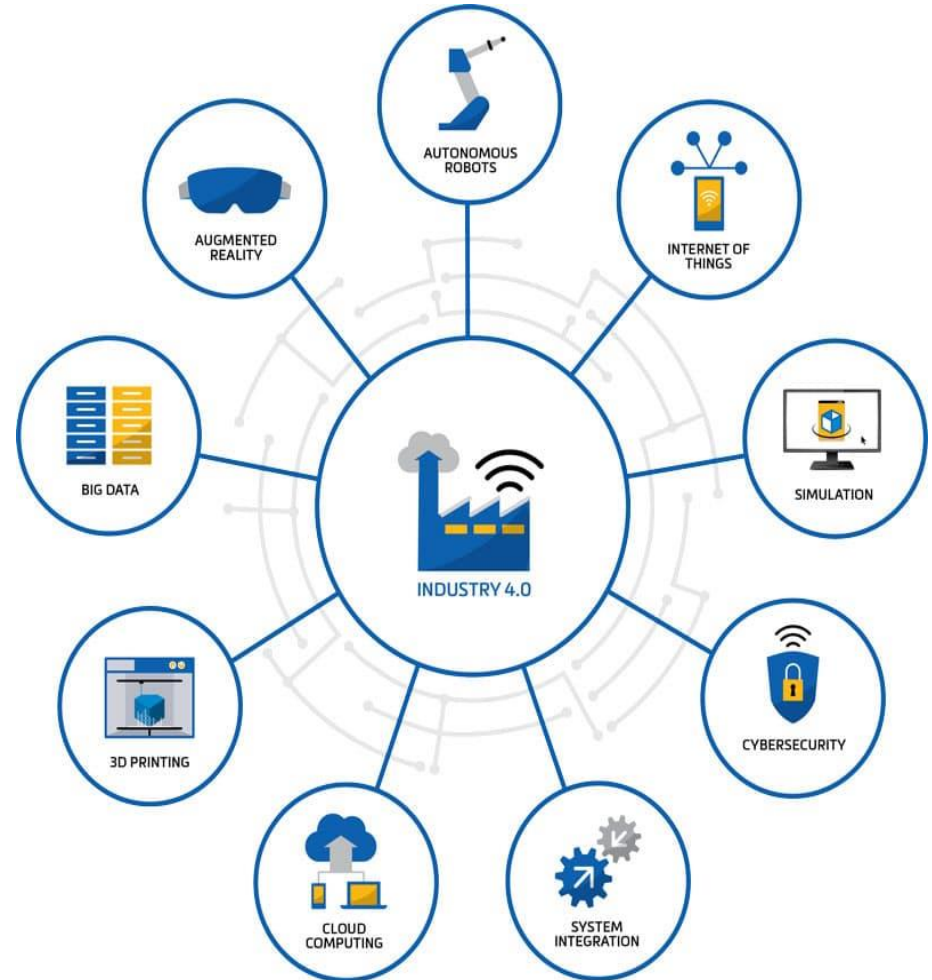 AUTONOMOUS
ROBOTS
INTERNET OF
THINGS
SIMULATION
CYBERSECURITY
SYSTEM
INTEGRATION
CLOUD
COMPUTING
3D PRINTING
BIG DATA
AUGMENTED
REALITY
INDUSTRY 4.0